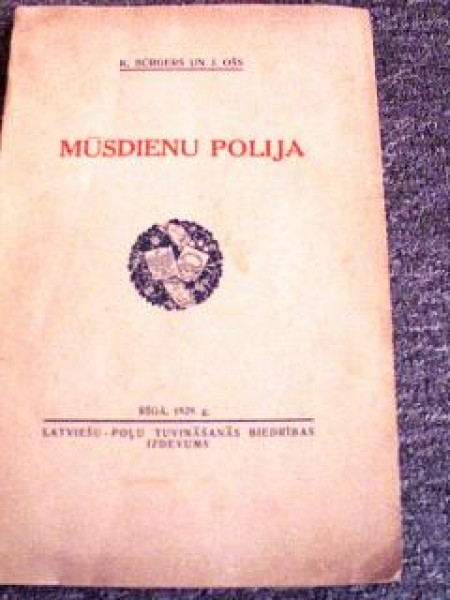 K. BŪRGERS UN J. OŠS
MŪSDIENU POLIJA
RĪGĀ, 1929. g.
LATVIEŠU-POĻU TUVINĀŠANĀS BIEDRĪBAS
IZDEVUMS